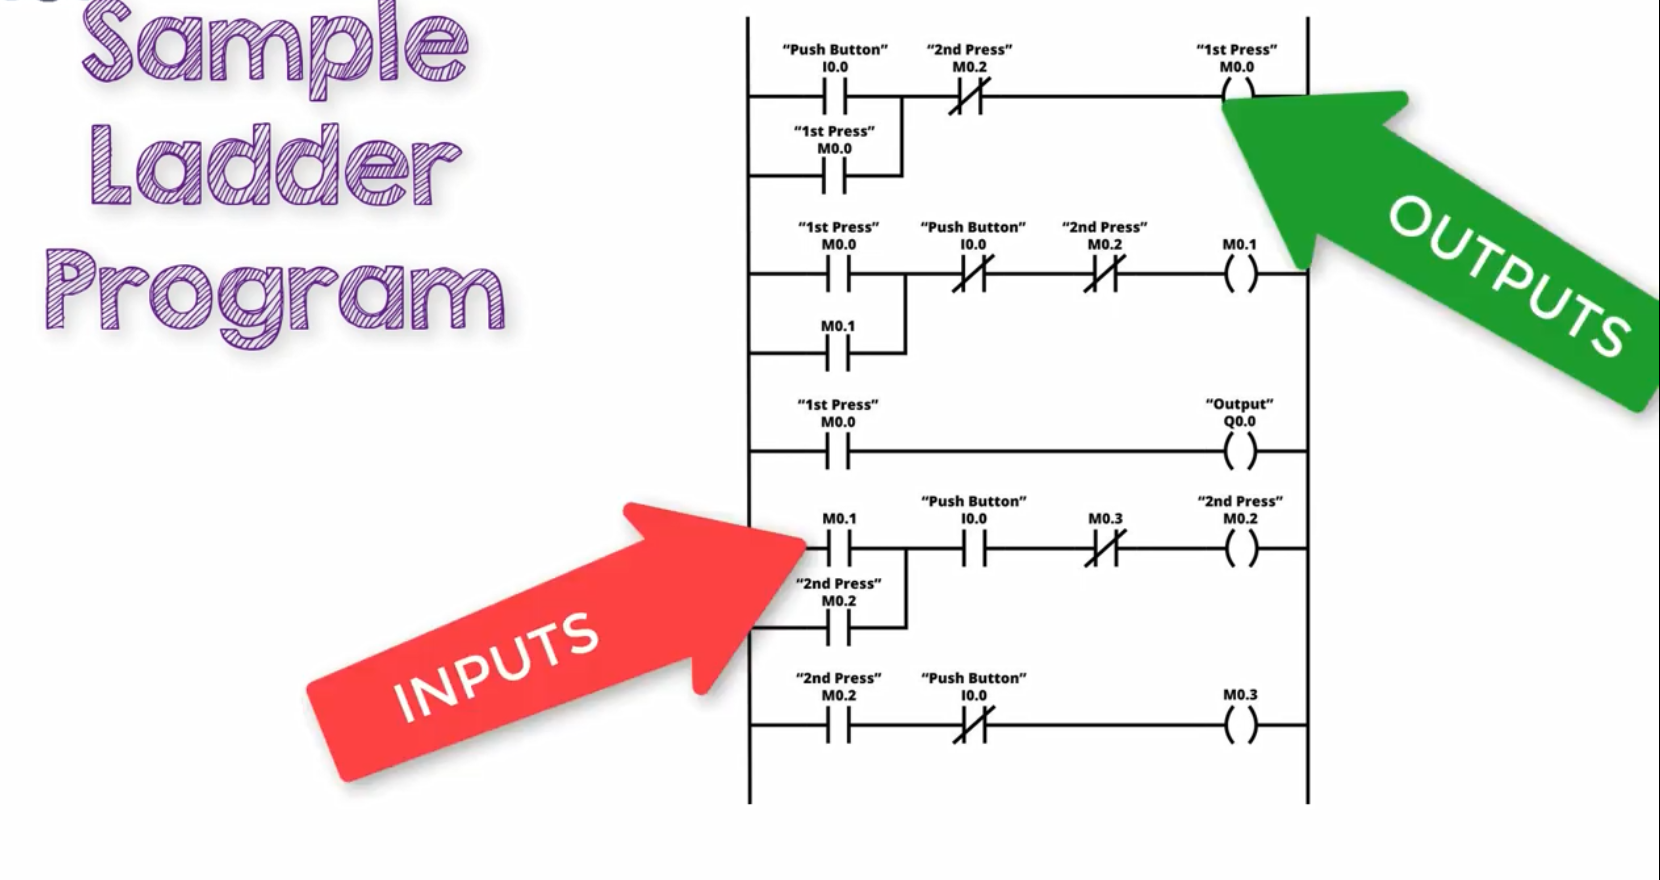 Sample
Ladder
Program
“Push Button” “2nd Press” “1st Press”
I0.0 M0.2 M0.0
“1st Press”
M0.0
“1st Press” “Push Button” “2nd Press”
M0.0 I0.0 M0.2 M0.1
M0.1
“1st Press” “Output”
M0.0 Q0.0
“Push Button” “2nd Press”
M0.1 I0.0 M0.3 M0.2
“2nd Press”
M0.2
“2nd Press” “Push Button”
M0.2 I0.0 M0.3
OUTPUTS
INPUTS